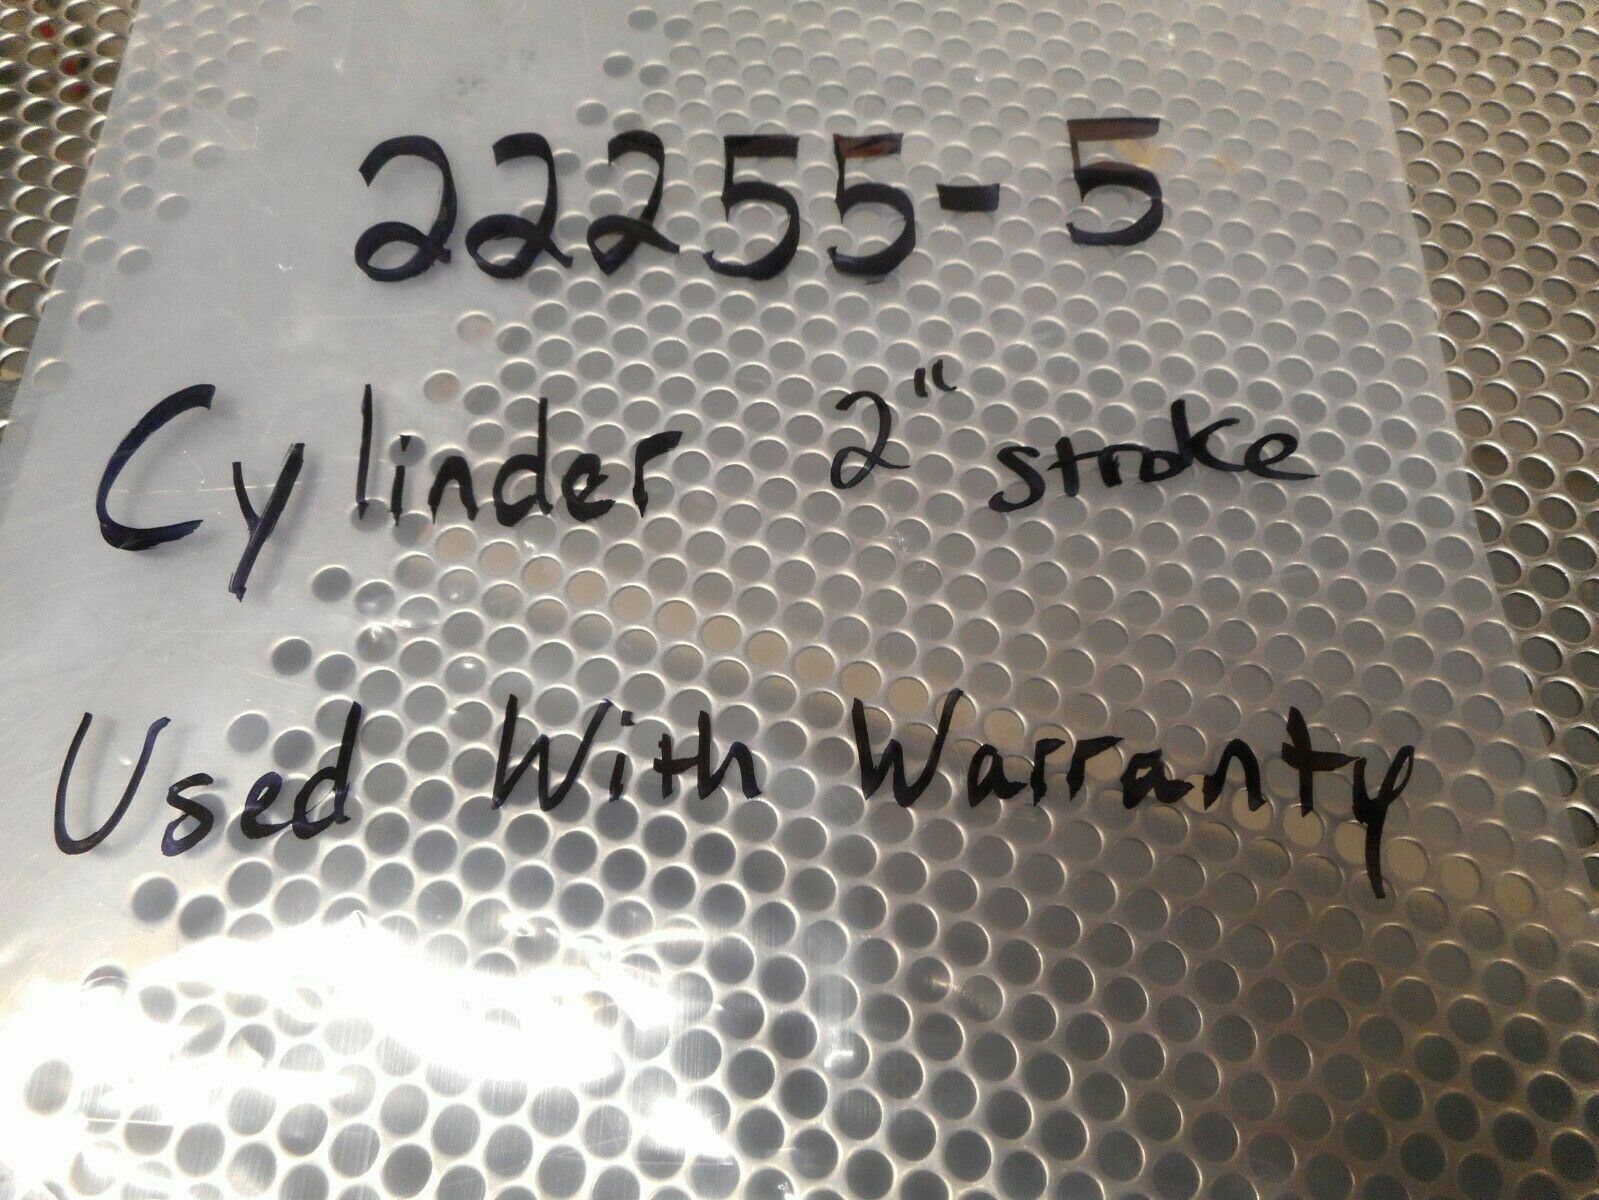 22255-5
Cylinder 2" stroke
Used With Warranty